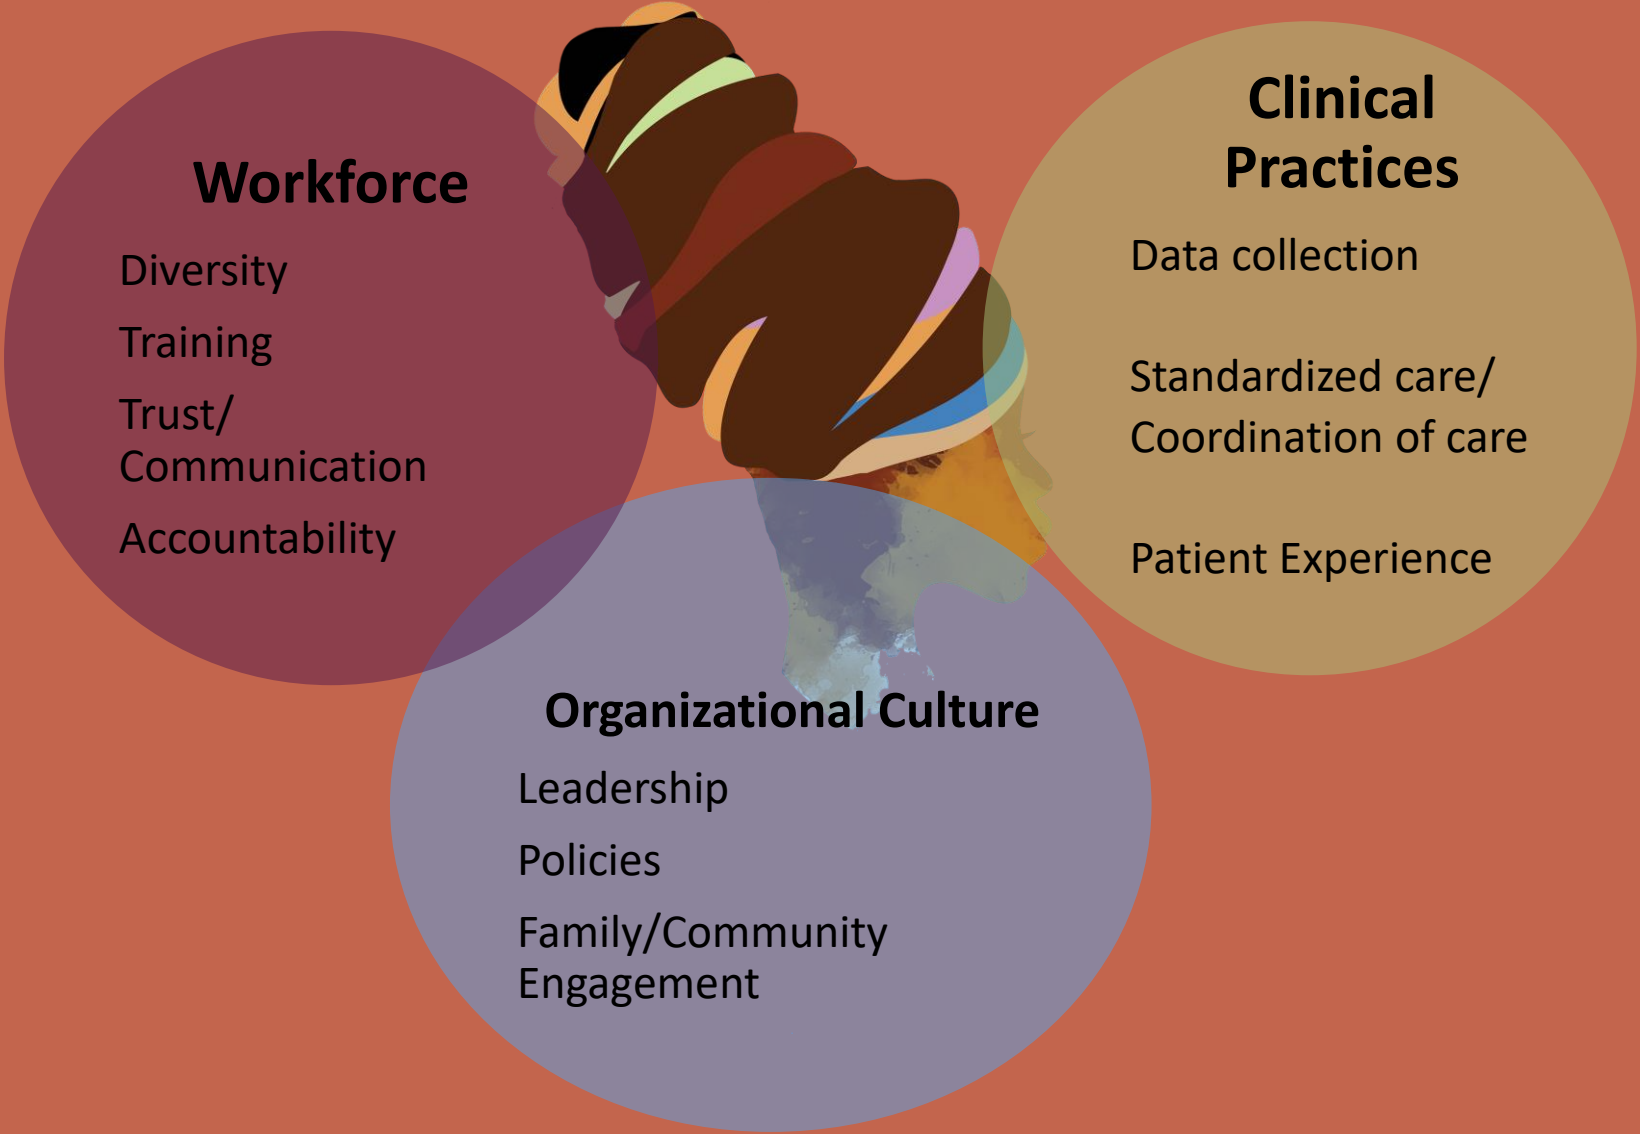 Workforce
Diversity
Training
Trust/
Communication
Accountability
Clinical
Practices
Data collection
Standardized care/
Coordination of care
Patient Experience
Organizational Culture
Leadership
Policies
Family/Community
Engagement